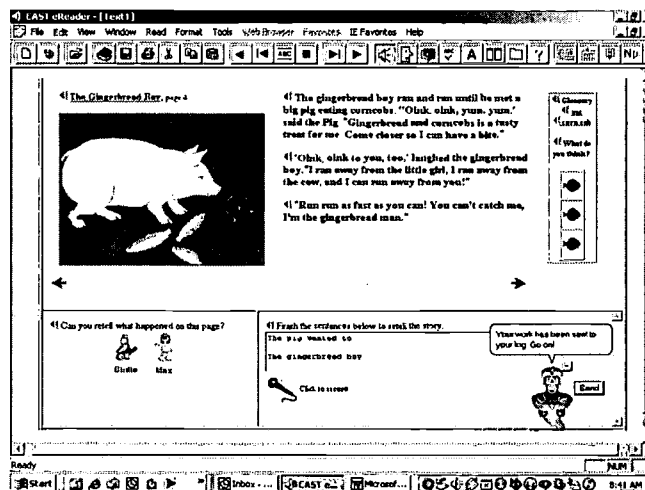 CAST eReader - [text1]
File Edit View Window Read Format Tools Web Browser Favorites IE Favorites Help
The Gingerbread Boy, page 4
The gingerbread boy ran and ran until he met a
big pig eating corncobs. "Oink, oink, yum, yum,"
said the Pig "Gingerbread and corncobs is a tasty
treat for me Come closer so I can have a bite."
"Oink, oink to you, too," laughed the gingerbread
boy. "I ran away from the little girl, I ran away from
the cow, and I can run away from you!"
"Run run as fast as you can! You can't catch me,
I'm the gingerbread man."
Glossary
What do
you think?
Can you retell what happened on this page?
Birdie Max
Finish the sentences below to retell the story.
The pig wanted to
The gingerbread boy
Click to record
Your work has been sent to
your log. Go on!
Send
Ready
NUM
Start
Inbox - ...
CAST e...
Microsof...
8:41 AM